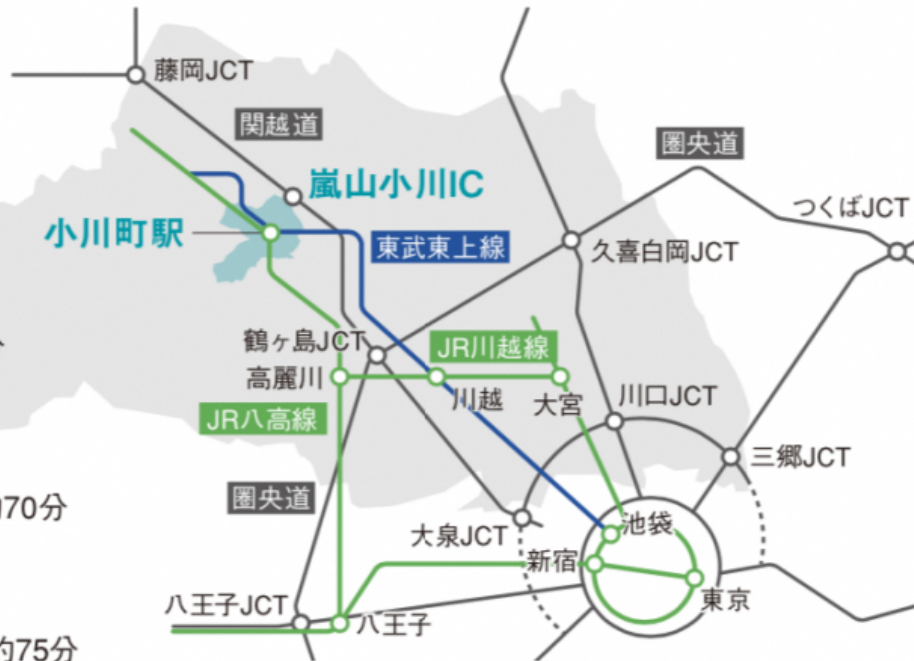 藤岡JCT
関越道
圏央道
嵐山小川IC
つくばJCT
小川町駅
東武東上線
久喜白岡JCT
鶴ヶ島JCT
JR川越線
高麗川
川越
大宮
川口JCT
JR八高線
三郷JCT
圏央道
70分
大泉JCT
池袋
新宿
東京
八王子JCT
八王子
約75分